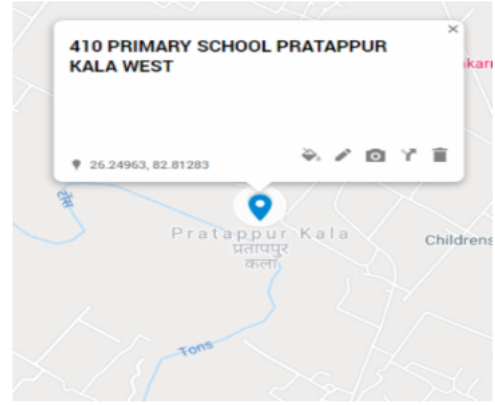 410 PRIMARY SCHOOL PRATAPPUR
KALA WEST
26.24963, 82.81283
टोंस
Pratappur Kala
प्रतापपुर
कला
Childrens
Tons